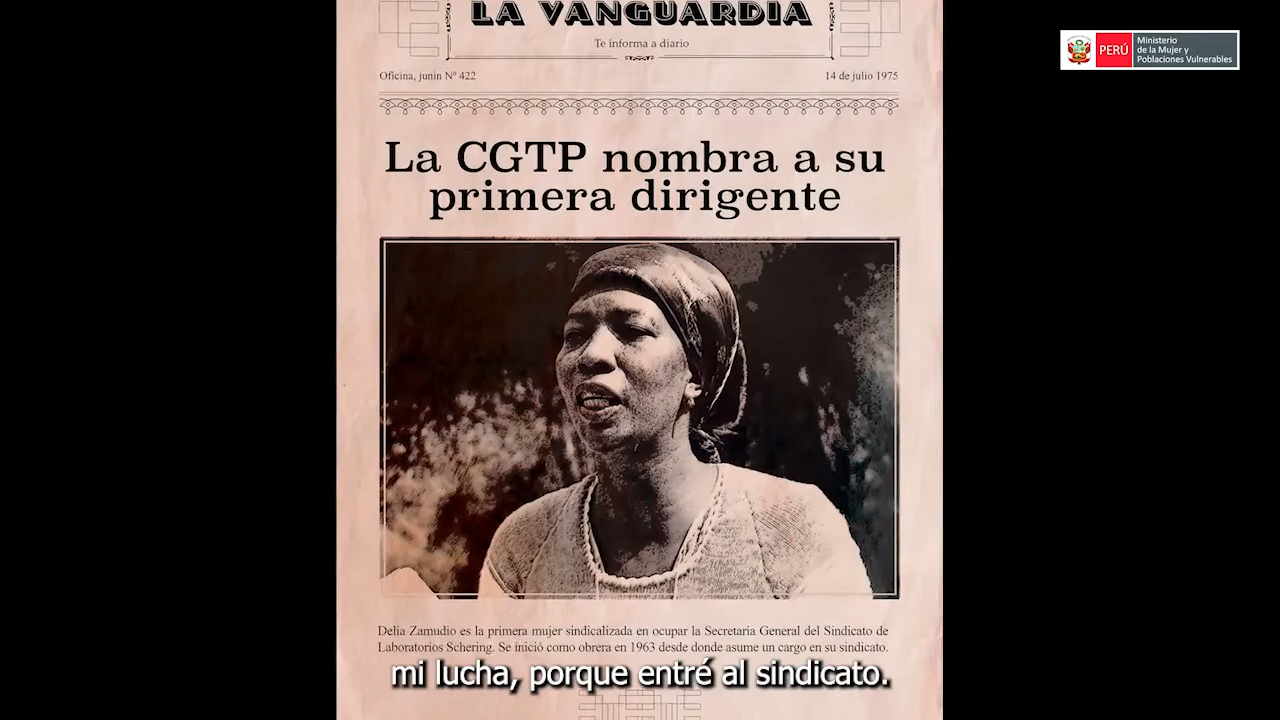 LA VANGUARDIA
Te informa a diario
Oficina, junin Nº 422
14 de julio 1975
PERÚ
Ministerio
de la Mujer y
Poblaciones Vulnerables
La CGTP nombra a su
primera dirigente
Delia Zamudio es la primera mujer sindicalizada en ocupar la Secretaria General del Sindicato de
Laboratorios Schering. Se inició como obrera en 1963 desde donde asume un cargo en su sindicato.
mi lucha, porque entré al sindicato.